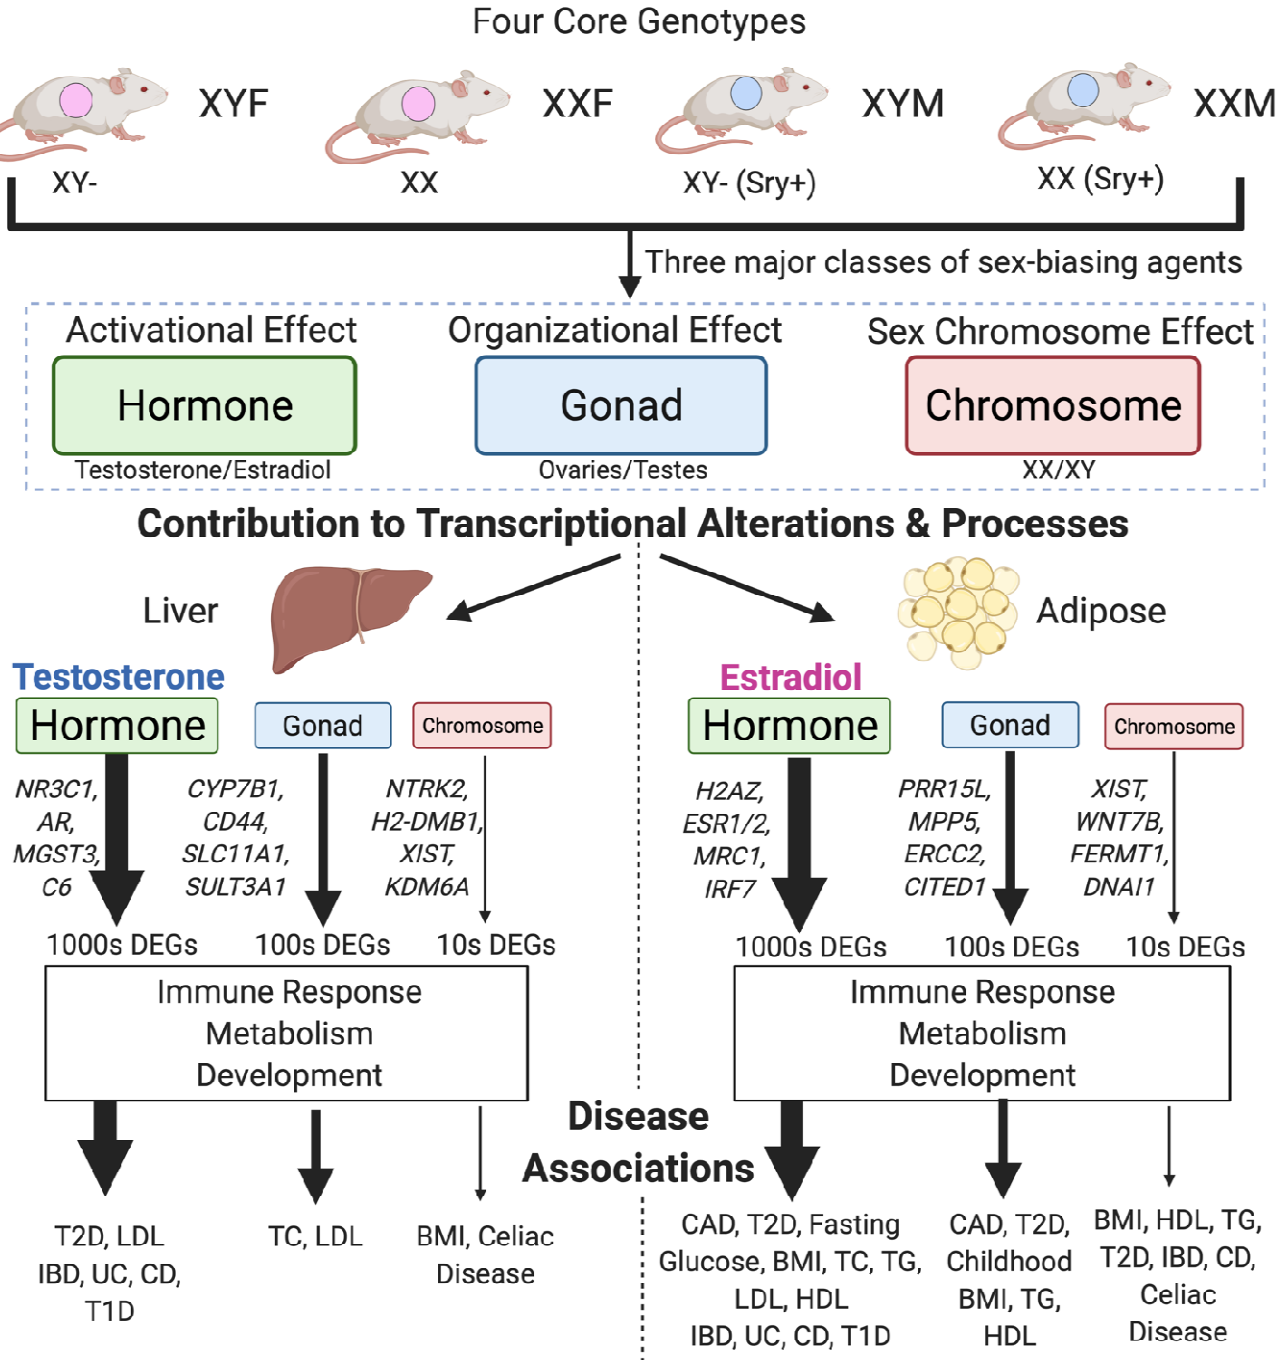 Four Core Genotypes
XYF
XXF
XYM
XXM
XY-
XX
XY- (Sry+)
XX (Sry+)
Three major classes of sex-biasing agents
Activational Effect
Organizational Effect
Sex Chromosome Effect
Hormone
Gonad
Chromosome
Testosterone/Estradiol
Ovaries/Testes
XX/XY
Contribution to Transcriptional Alterations & Processes
Liver
Adipose
Testosterone
Hormone
Gonad
Chromosome
NR3C1,
AR,
MGST3,
C6
CYP7B1,
CD44,
SLC11A1,
SULT3A1
NTRK2,
H2-DMB1,
XIST,
KDM6A
1000s DEGs
100s DEGs
10s DEGs
Immune Response
Metabolism
Development
Estradiol
Hormone
Gonad
Chromosome
H2AZ,
ESR1/2,
MRC1,
IRF7
PRR15L,
MPP5,
ERCC2,
CITED1
XIST,
WNT7B,
FERMT1,
DNAI1
1000s DEGs
100s DEGs
10s DEGs
Immune Response
Metabolism
Development
Disease
Associations
T2D, LDL
IBD, UC, CD,
T1D
TC, LDL
BMI, Celiac
Disease
CAD, T2D, Fasting
Glucose, BMI, TC, TG,
LDL, HDL
IBD, UC, CD, T1D
CAD, T2D,
Childhood
BMI, TG,
HDL
BMI, HDL, TG,
T2D, IBD, CD,
Celiac
Disease